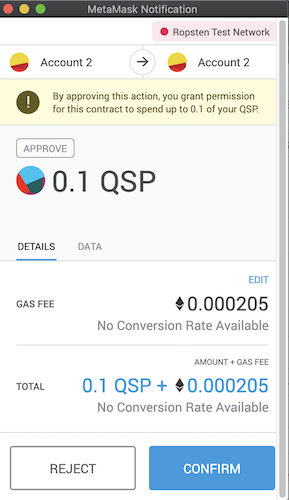 MetaMask Notification
Ropsten Test Network
Account 2
Account 2
By approving this action, you grant permission
for this contract to spend up to 0.1 of your QSP.
APPROVE
0.1 QSP
DETAILS
DATA
EDIT
GAS FEE
0.000205
No Conversion Rate Available
AMOUNT + GAS FEE
TOTAL
0.1 QSP + 0.000205
No Conversion Rate Available
REJECT
CONFIRM